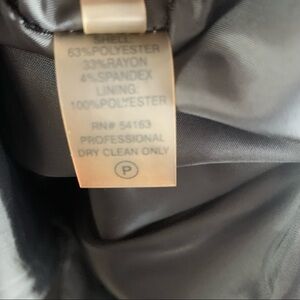 SHELL:
63%POLYESTER
33%RAYON
4%SPANDEX
LINING:
100%POLYESTER
RN# 54163
PROFESSIONAL
DRY CLEAN ONLY
P